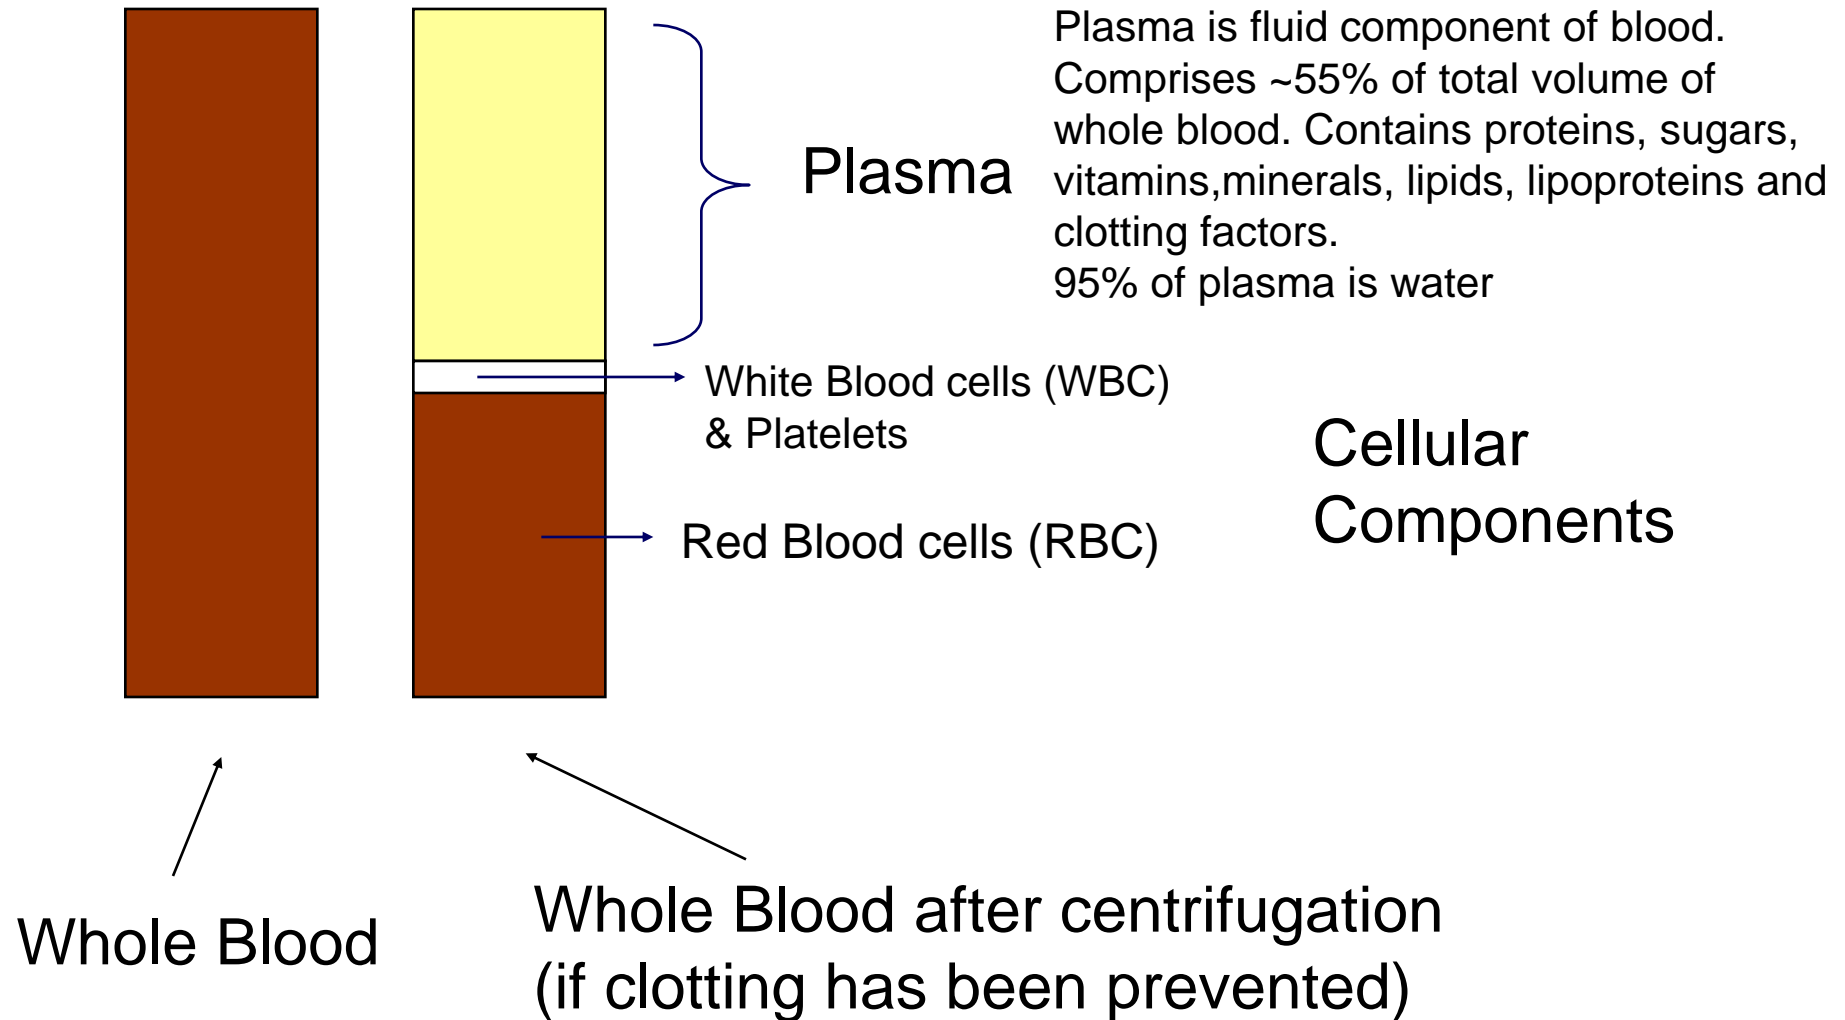 Plasma is fluid component of blood.
Comprises ~55% of total volume of
whole blood. Contains proteins, sugars,
vitamins,minerals, lipids, lipoproteins and
clotting factors.
95% of plasma is water
Plasma
White Blood cells (WBC)
& Platelets
Red Blood cells (RBC)
Cellular
Components
Whole Blood
Whole Blood after centrifugation
(if clotting has been prevented)